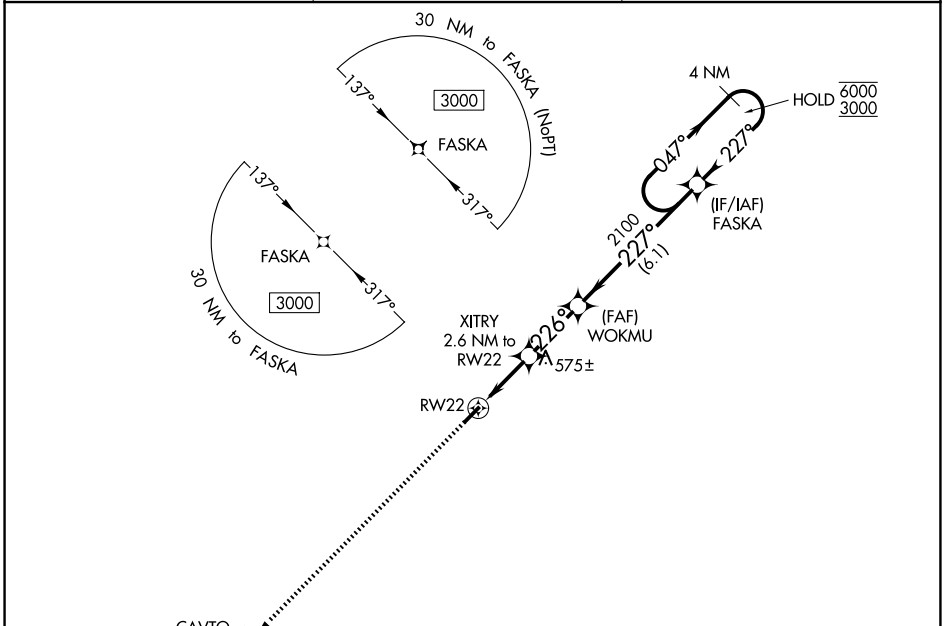 30 NM to FASKA (NoPT)
137°
3000
FASKA
317°
4 NM
HOLD 6000
3000
047°
227°
(IF/IAF)
FASKA
137°
FASKA
317°
3000
30 NM to FASKA
2100
227°
(6.1)
(FAF)
WOKMU
226°
XITRY
2.6 NM to
RW22
575±
RW22